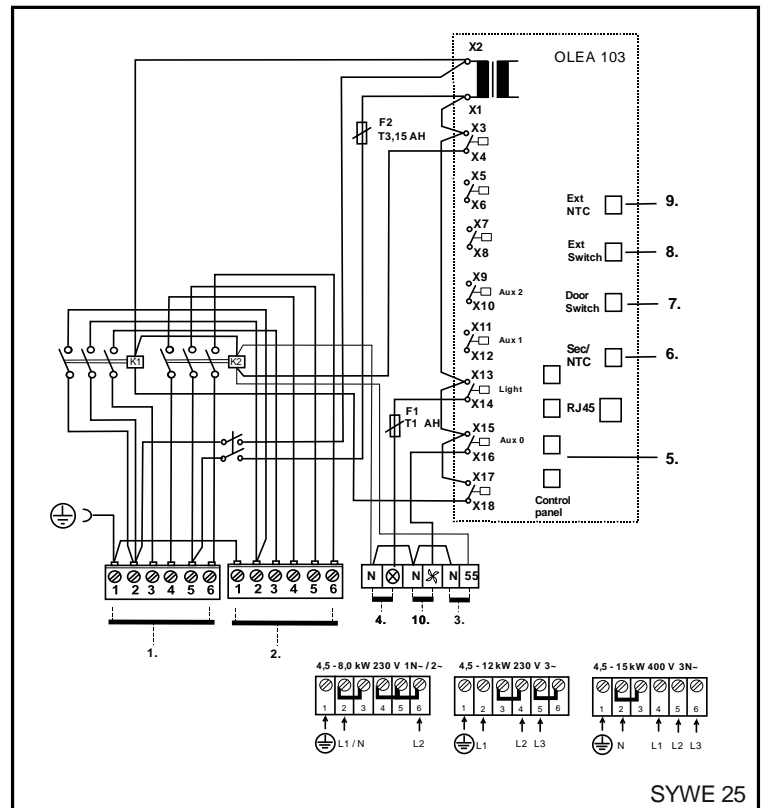 X2
OLEA 103
X1
F2
T3,15 AH
X3
X4
X5
X6
X7
X8
X9
Aux 2
X10
X11
Aux 1
X12
X13
Light
X14
X15
Aux 0
X16
X17
X18
Ext
NTC
9.
Ext
Switch
8.
Door
Switch
7.
Sec/
NTC
6.
RJ45
5.
Control
panel
K1
K2
F1
T1 AH
1 2 3 4 5 6
1 2 3 4 5 6
N N N 55
1.
2.
4. 10. 3.
4,5 - 8,0 kW 230 V 1N~ / 2~
1 2 3 4 5 6
L1 / N L2
4,5 - 12 kW 230 V 3~
1 2 3 4 5 6
L1 L2 L3
4,5 - 15 kW 400 V 3N~
1 2 3 4 5 6
N L1 L2 L3
SYWE 25